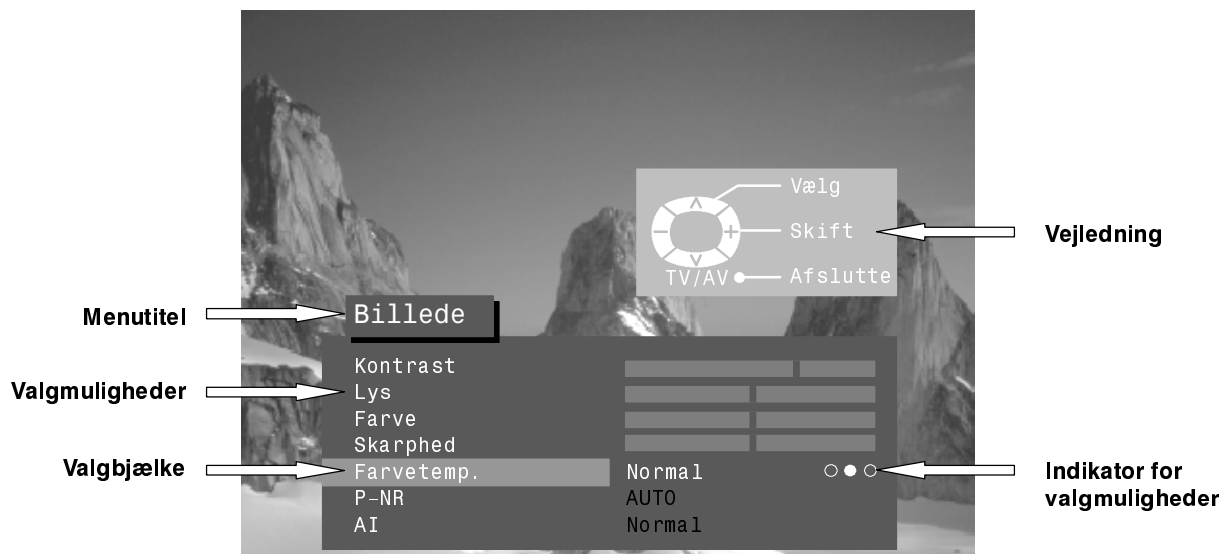 Vælg
Skift
TV/AV Afslutte
Vejledning
Menutitel
Billede
Valgmuligheder
Kontrast
Lys
Farve
Skarphed
Valgbjælke
Farvetemp. Normal
Indikator for
valgmuligheder
P-NR AUTO
AI Normal